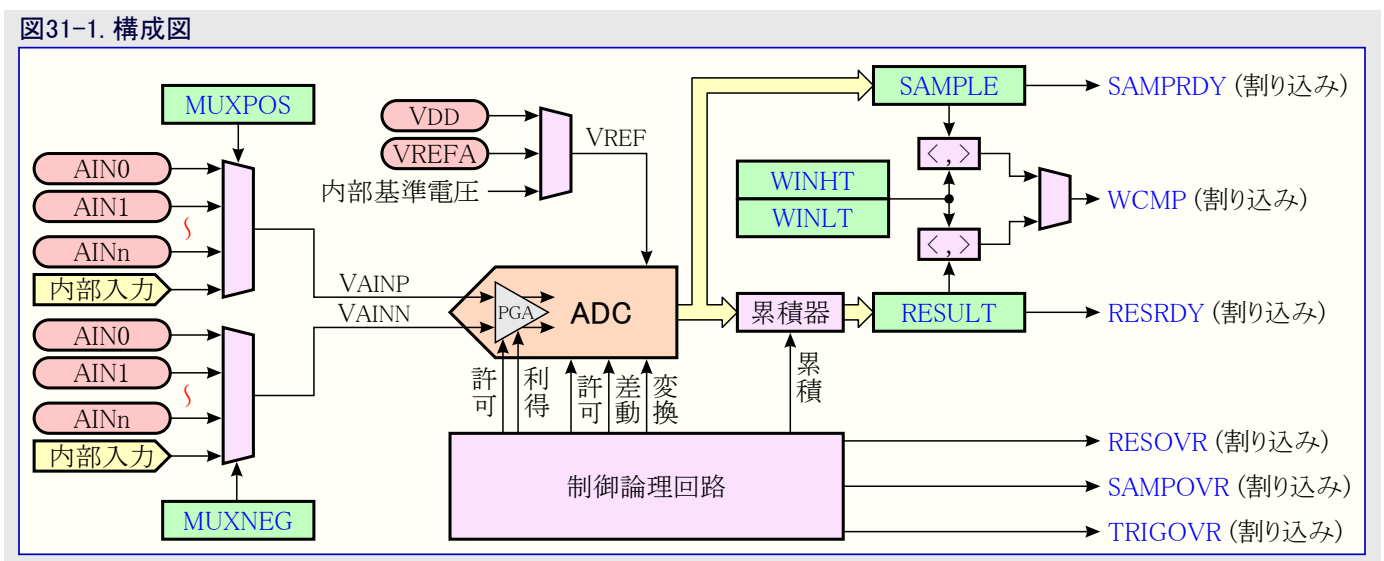 図31-1. 構成図
MUXPOS
AIN0
AIN1
AINn
内部入力
AIN0
AIN1
AINn
内部入力
MUXNEG
VDD
VREFA
内部基準電圧
VREF
VAINP
VAINN
PGA
ADC
許可
利得
許可
差動
変換
累積
制御論理回路
累積器
SAMPLE
<,>
WINHT
WINLT
<,>
RESULT
SAMPRDY (割り込み)
WCMP (割り込み)
RESRDY (割り込み)
RESOVR (割り込み)
SAMPOVR (割り込み)
TRIGOVR (割り込み)